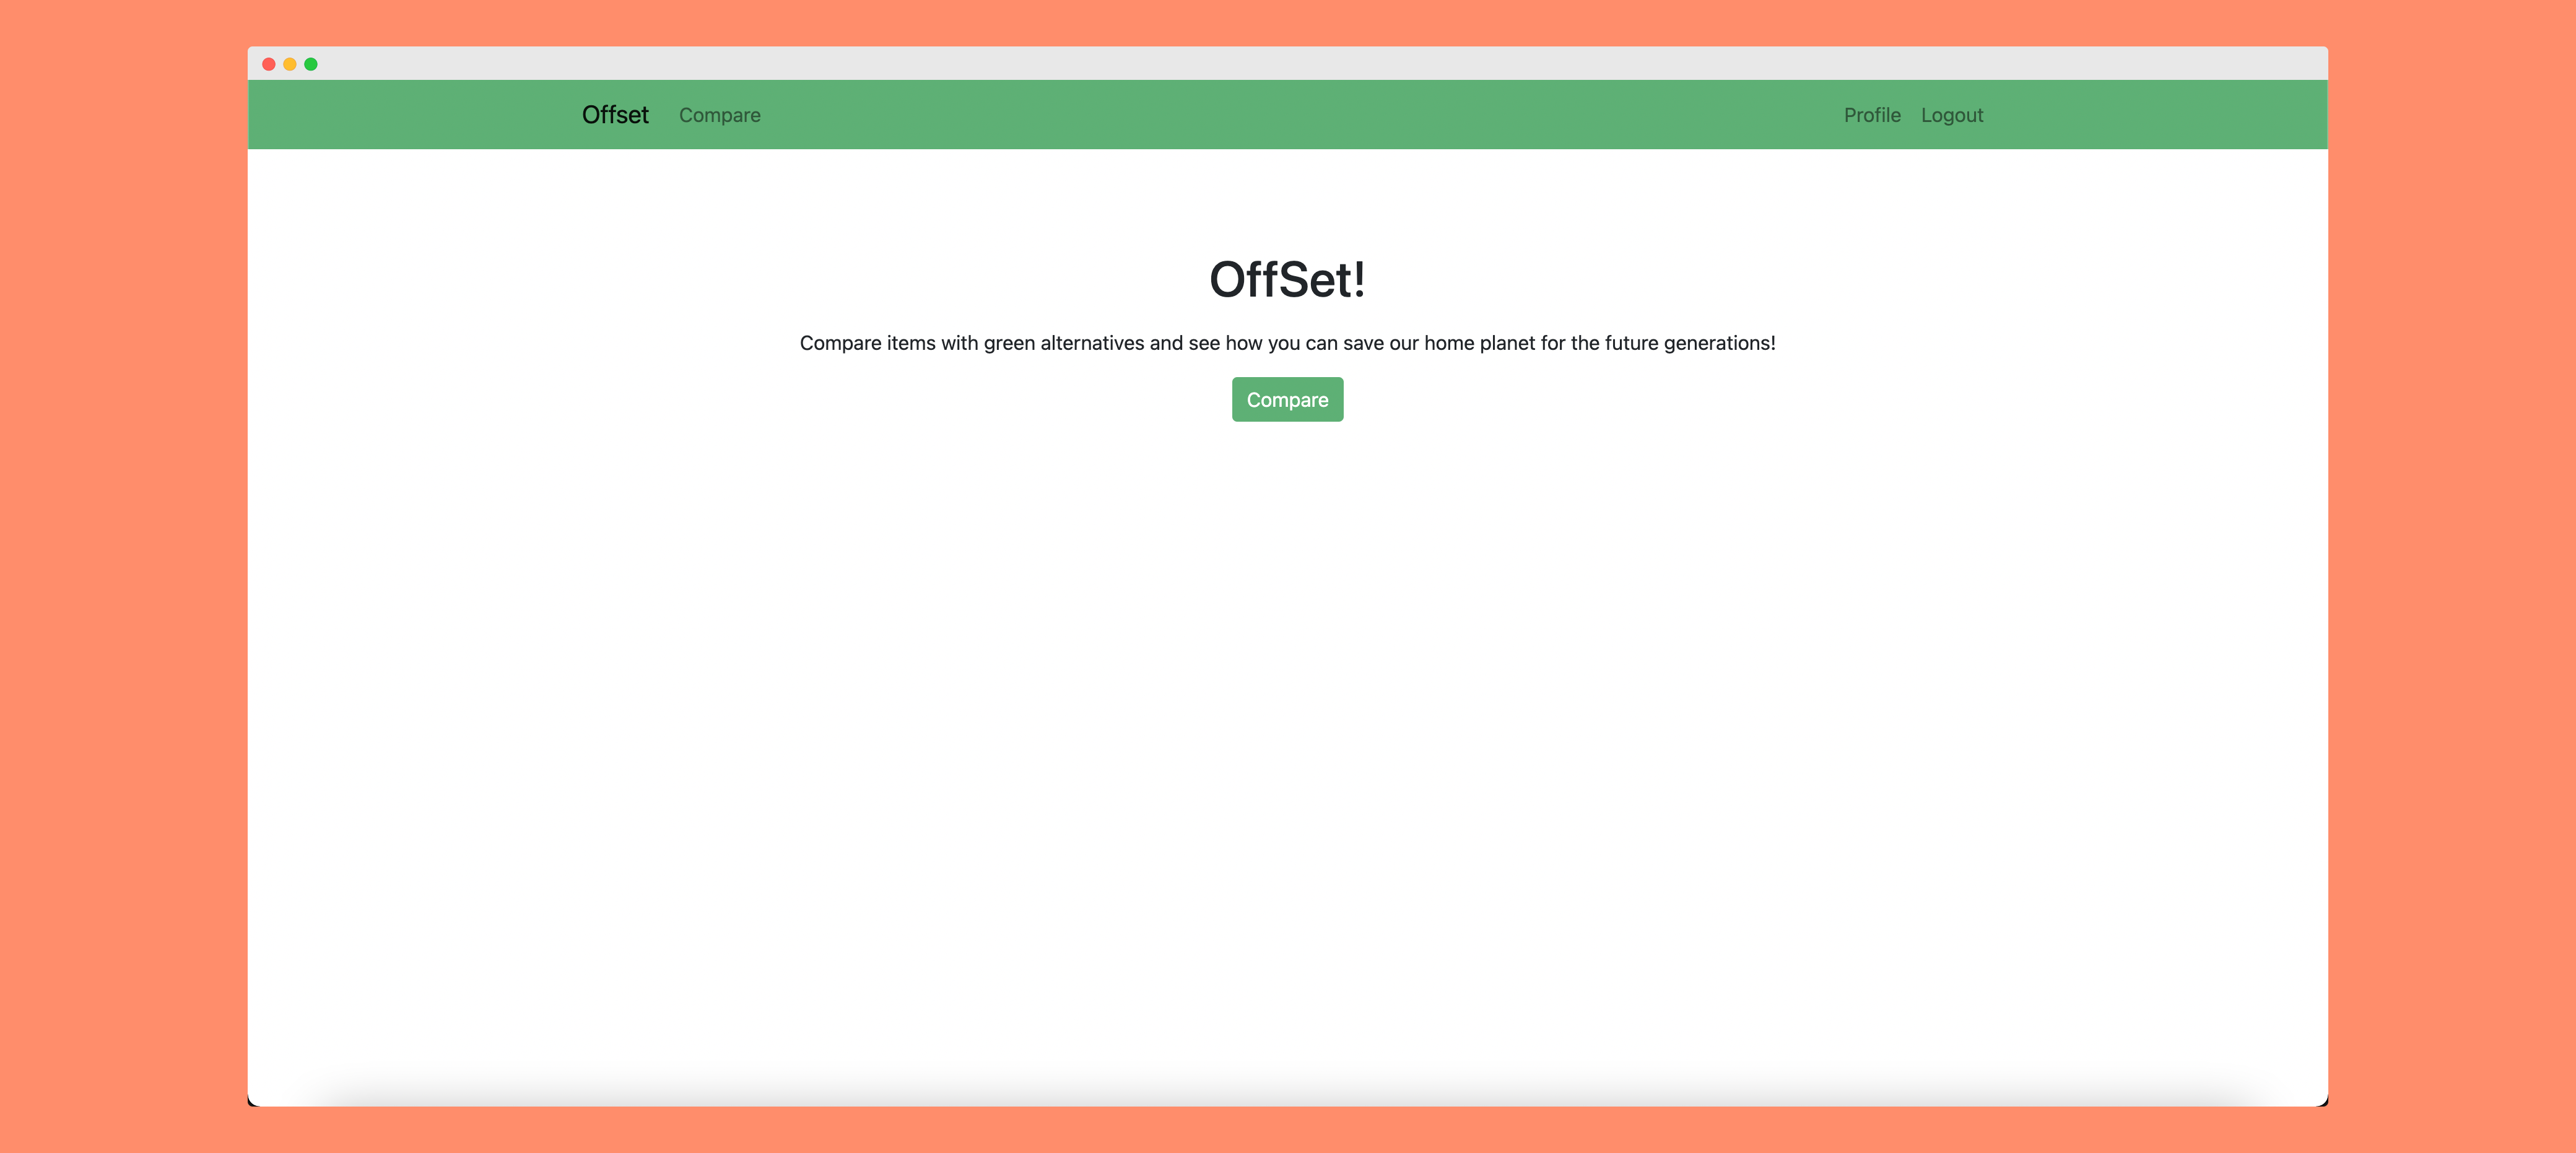 Offset Compare Profile Logout
OffSet!
Compare items with green alternatives and see how you can save our home planet for the future generations!
Compare